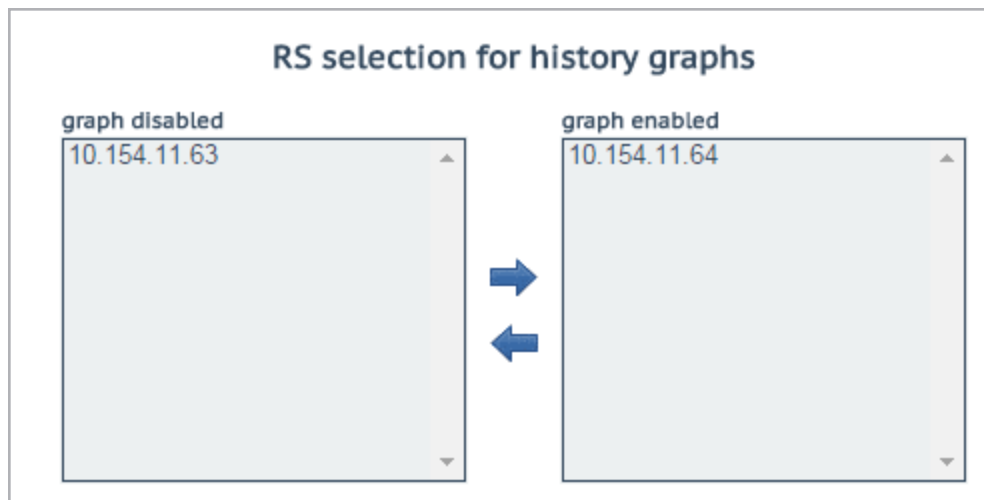 RS selection for history graphs
graph disabled
10.154.11.63
graph enabled
10.154.11.64